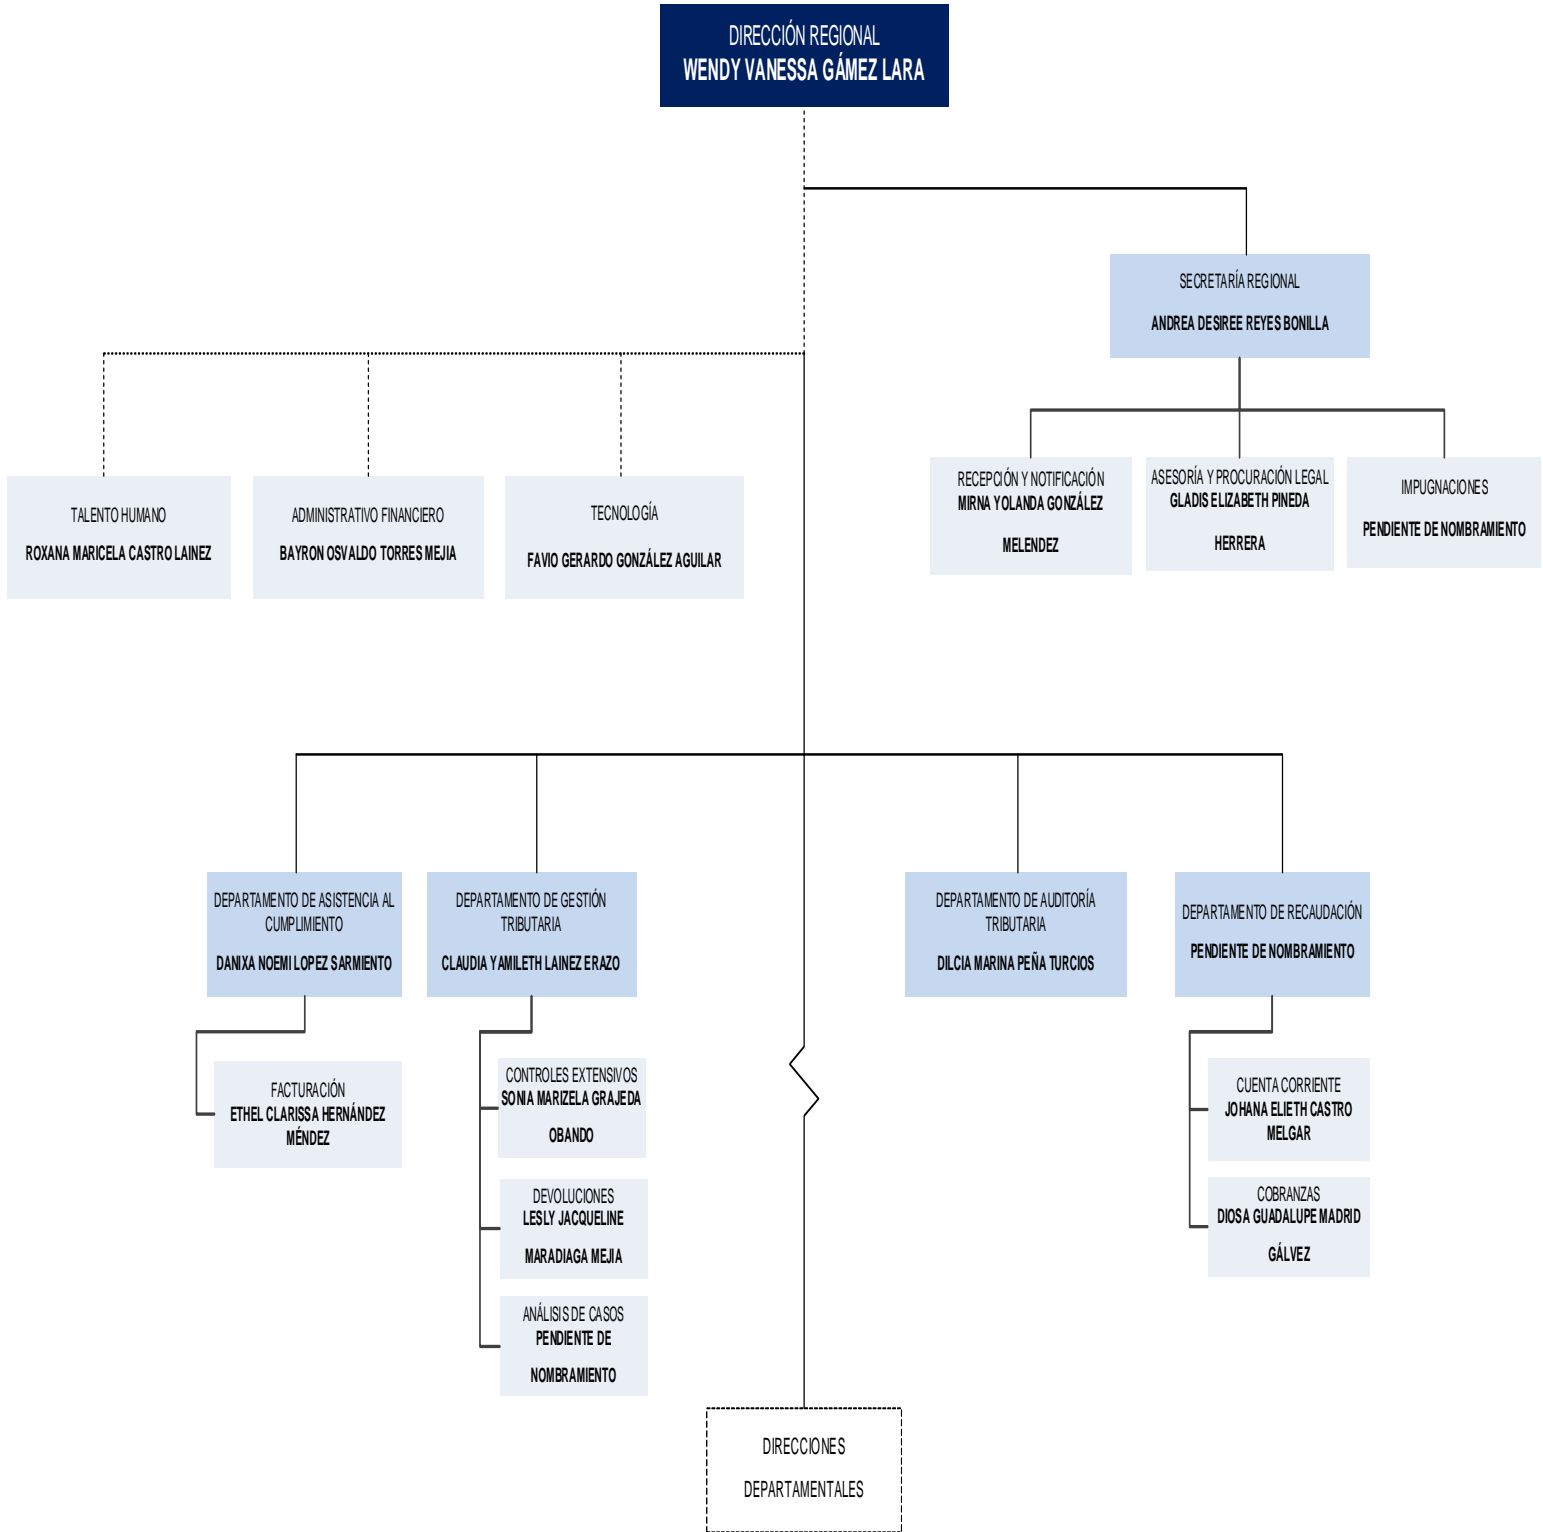 DIRECCIÓN REGIONAL
WENDY VANESSA GÁMEZ LARA
SECRETARÍA REGIONAL
ANDREA DESIREE REYES BONILLA
RECEPCIÓN Y NOTIFICACIÓN
MIRNA YOLANDA GONZÁLEZ
MELENDEZ
ASESORÍA Y PROCURACIÓN LEGAL
GLADIS ELIZABETH PINEDA
HERRERA
IMPUGNACIONES
PENDIENTE DE NOMBRAMIENTO
TALENTO HUMANO
ROXANA MARICELA CASTRO LAINEZ
ADMINISTRATIVO FINANCIERO
BAYRON OSVALDO TORRES MEJIA
TECNOLOGÍA
FAVIO GERARDO GONZÁLEZ AGUILAR
DEPARTAMENTO DE ASISTENCIA AL
CUMPLIMIENTO
DANIXA NOEMI LOPEZ SARMIENTO
FACTURACIÓN
ETHEL CLARISSA HERNÁNDEZ
MÉNDEZ
DEPARTAMENTO DE GESTIÓN
TRIBUTARIA
CLAUDIA YAMILETH LAINEZ ERAZO
CONTROLES EXTENSIVOS
SONIA MARIZELA GRAJEDA
OBANDO
DEVOLUCIONES
LESLY JACQUELINE
MARADIAGA MEJIA
ANÁLISIS DE CASOS
PENDIENTE DE
NOMBRAMIENTO
DEPARTAMENTO DE AUDITORÍA
TRIBUTARIA
DILCIA MARINA PEÑA TURCIOS
DEPARTAMENTO DE RECAUDACIÓN
PENDIENTE DE NOMBRAMIENTO
CUENTA CORRIENTE
JOHANA ELIETH CASTRO
MELGAR
COBRANZAS
DIOSA GUADALUPE MADRID
GÁLVEZ
DIRECCIONES
DEPARTAMENTALES